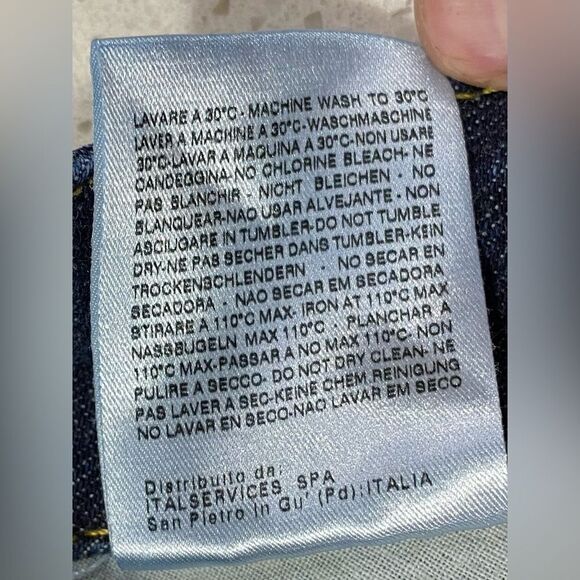 LAVARE A 30°C- MACHINE WASH TO 30°C
LAVER A MACHINE A 30°C-WASCHMASCHINE
30°C-LAVAR A MAQUINA A 30°C-NON USARE
CANDEGGINA-NO CHLORINE BLEACH- NE
PAS BLANCHIR - NICHT BLEICHEN - NO
BLANQUEAR-NAO USAR ALVEJANTE - NON
ASCIUGARE IN TUMBLER-DO NOT TUMBLE
DRY-NE PAS SECHER DANS TUMBLER-KEIN
TROCKENSCHLENDERN - NO SECAR EN
SECADORA - NÃO SECAR EM SECADORA
STIRARE A 110°C MAX- IRON AT 110°C MAX
NASSBUGELN MAX 110°C - PLANCHAR A
110°C MAX-PASSAR A NO MAX 110°C- NON
PULIRE A SECCO- DO NOT DRY CLEAN- NE
PAS LAVER A SEC-KEINE CHEM REINIGUNG
NO LAVAR EN SECO-NAO LAVAR EM SECO
Distribuito da:
ITALSERVICES SPA
San Pietro in Gu' (Pd):ITALIA